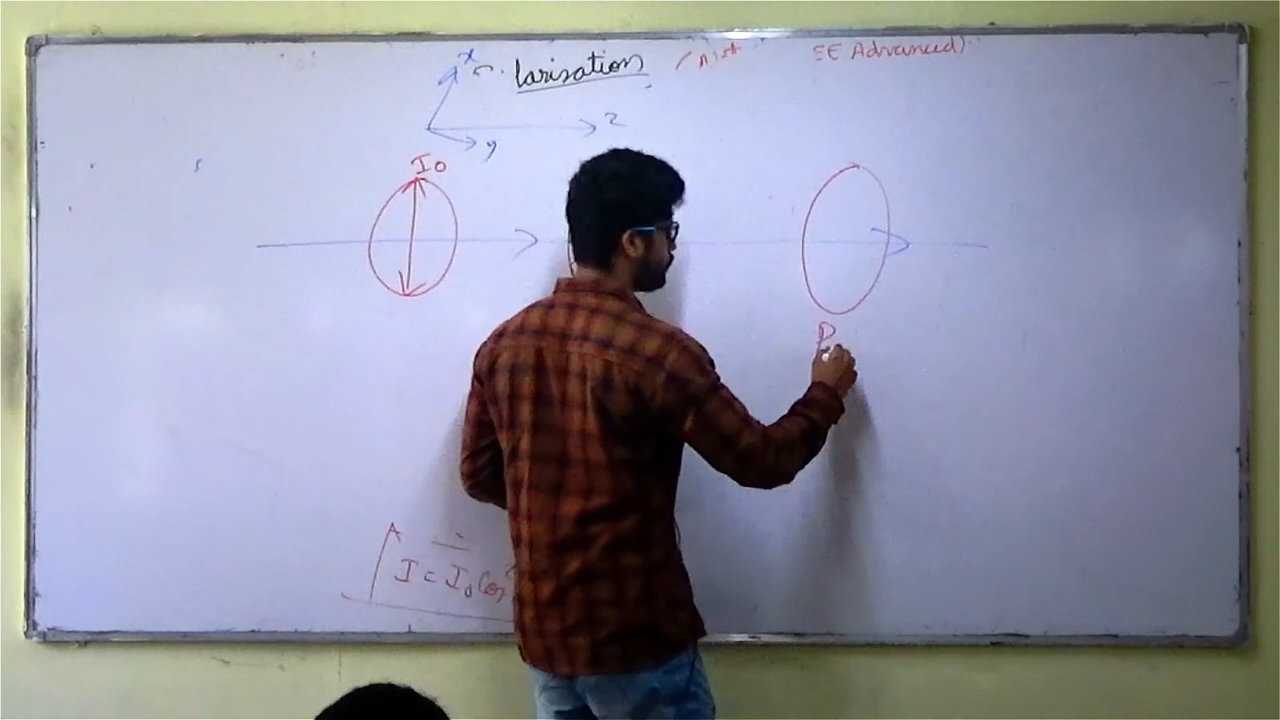 larisation
EE Advanced)
x
z
y
I0
P
I = I0 Cos